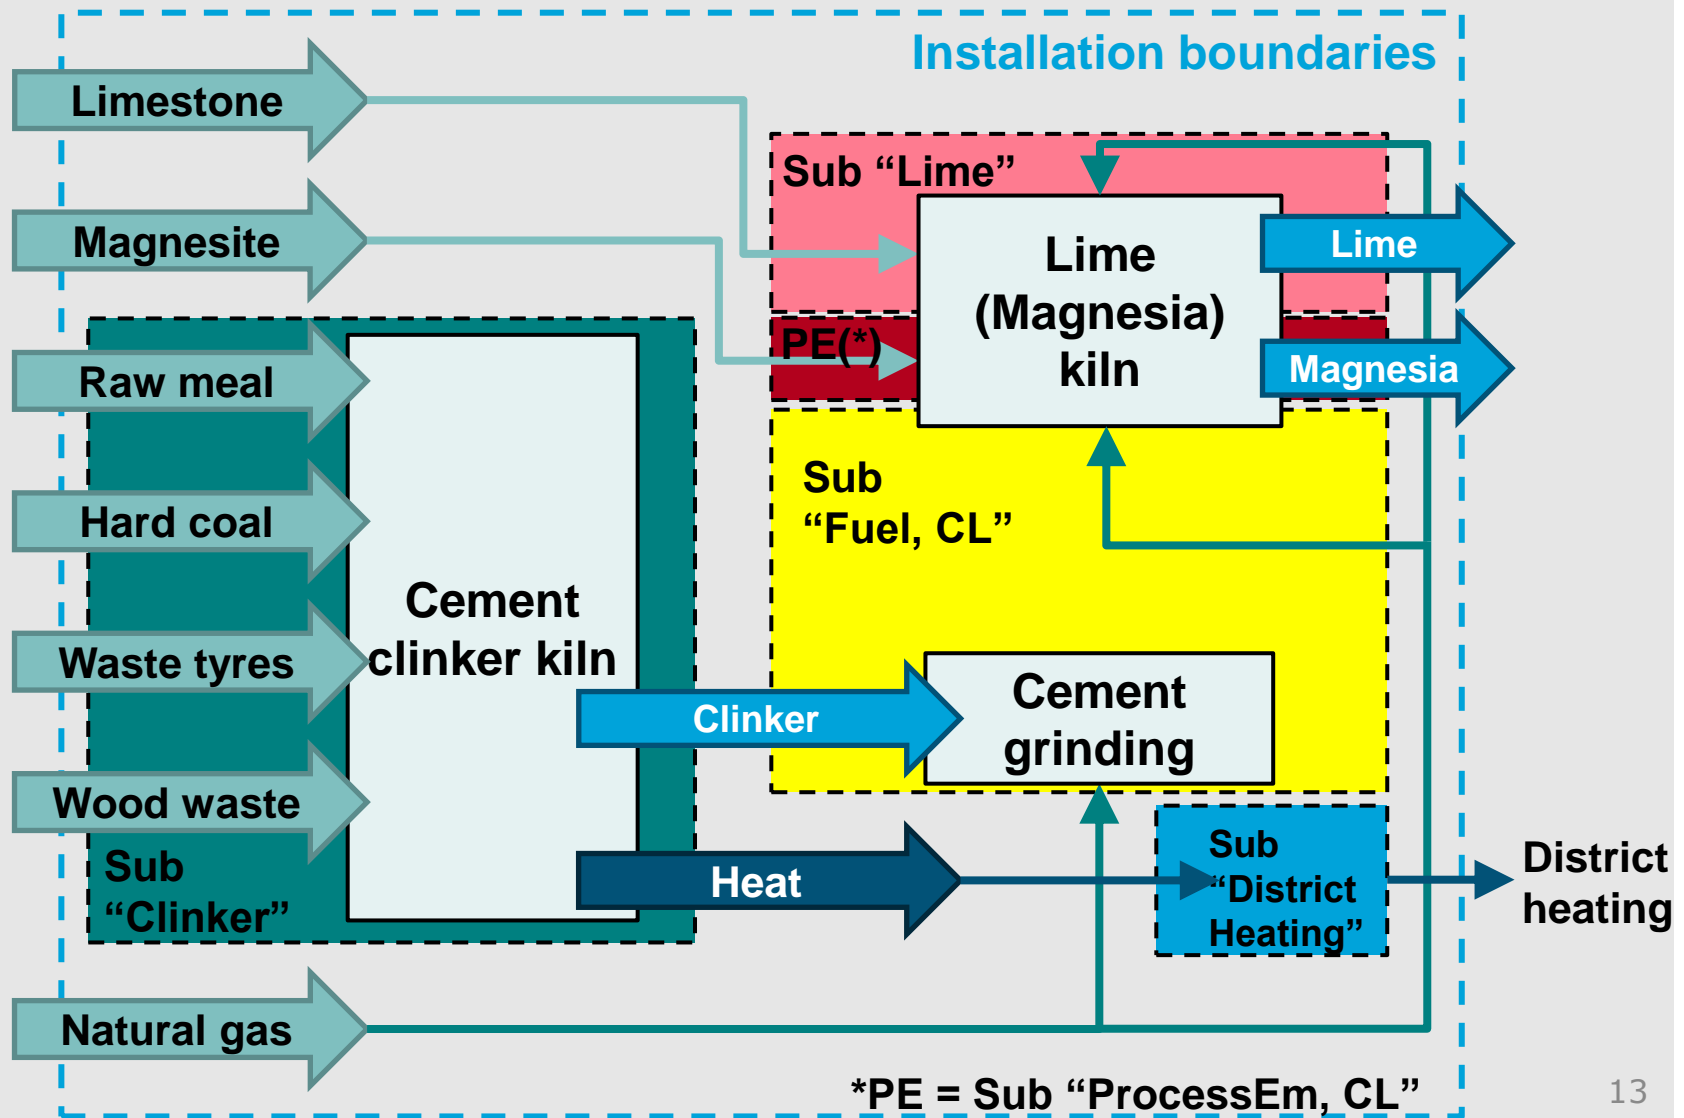 Installation boundaries
Limestone
Sub “Lime”
Magnesite
Lime
(Magnesia)
kiln
Lime
PE(*)
Magnesia
Raw meal
Hard coal
Waste tyres
Wood waste
Cement
clinker kiln
Sub
“Clinker”
Sub
“Fuel, CL”
Clinker
Cement
grinding
Heat
Sub
“District
Heating”
District
heating
Natural gas
*PE = Sub “ProcessEm, CL”
13